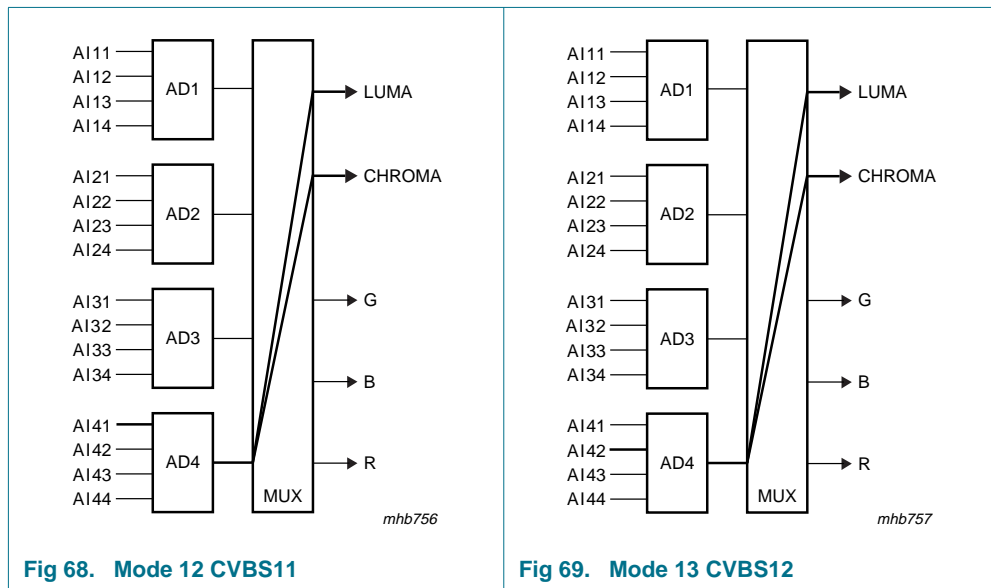 AI11
AI12
AI13
AI14
AD1
LUMA
AI21
AI22
AI23
AI24
AD2
CHROMA
AI31
AI32
AI33
AI34
AD3
G
B
AI41
AI42
AI43
AI44
AD4
R
MUX
mhb756
Fig 68. Mode 12 CVBS11
AI11
AI12
AI13
AI14
AD1
LUMA
AI21
AI22
AI23
AI24
AD2
CHROMA
AI31
AI32
AI33
AI34
AD3
G
B
AI41
AI42
AI43
AI44
AD4
R
MUX
mhb757
Fig 69. Mode 13 CVBS12